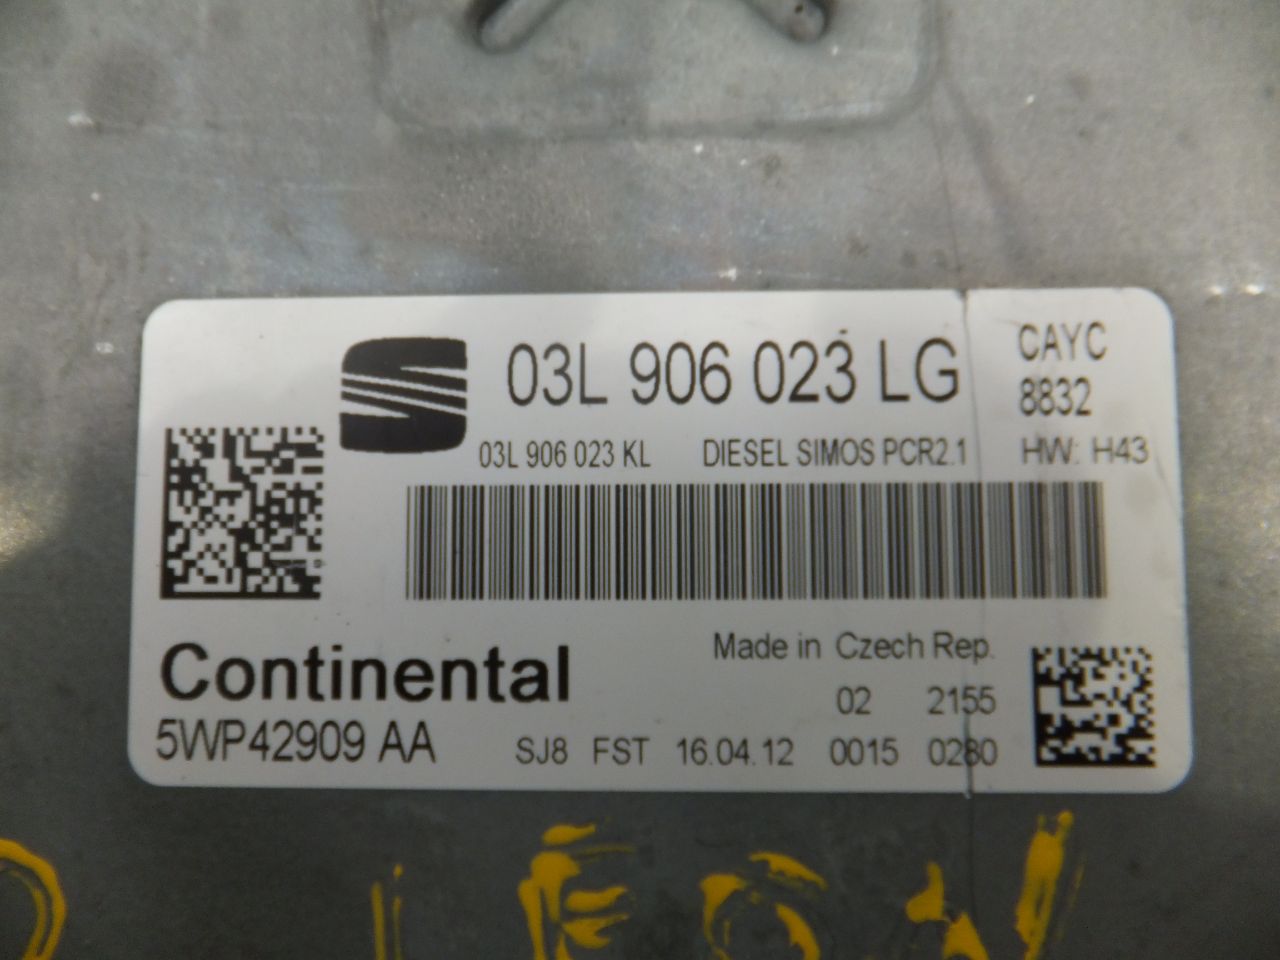 03L 906 023 LG
CAYC
8832
03L 906 023 KL DIESEL SIMOS PCR2.1 HW: H43
Made in Czech Rep.
Continental
02 2155
5WP42909 AA
SJ8 FST 16.04.12 0015 0280
LEON